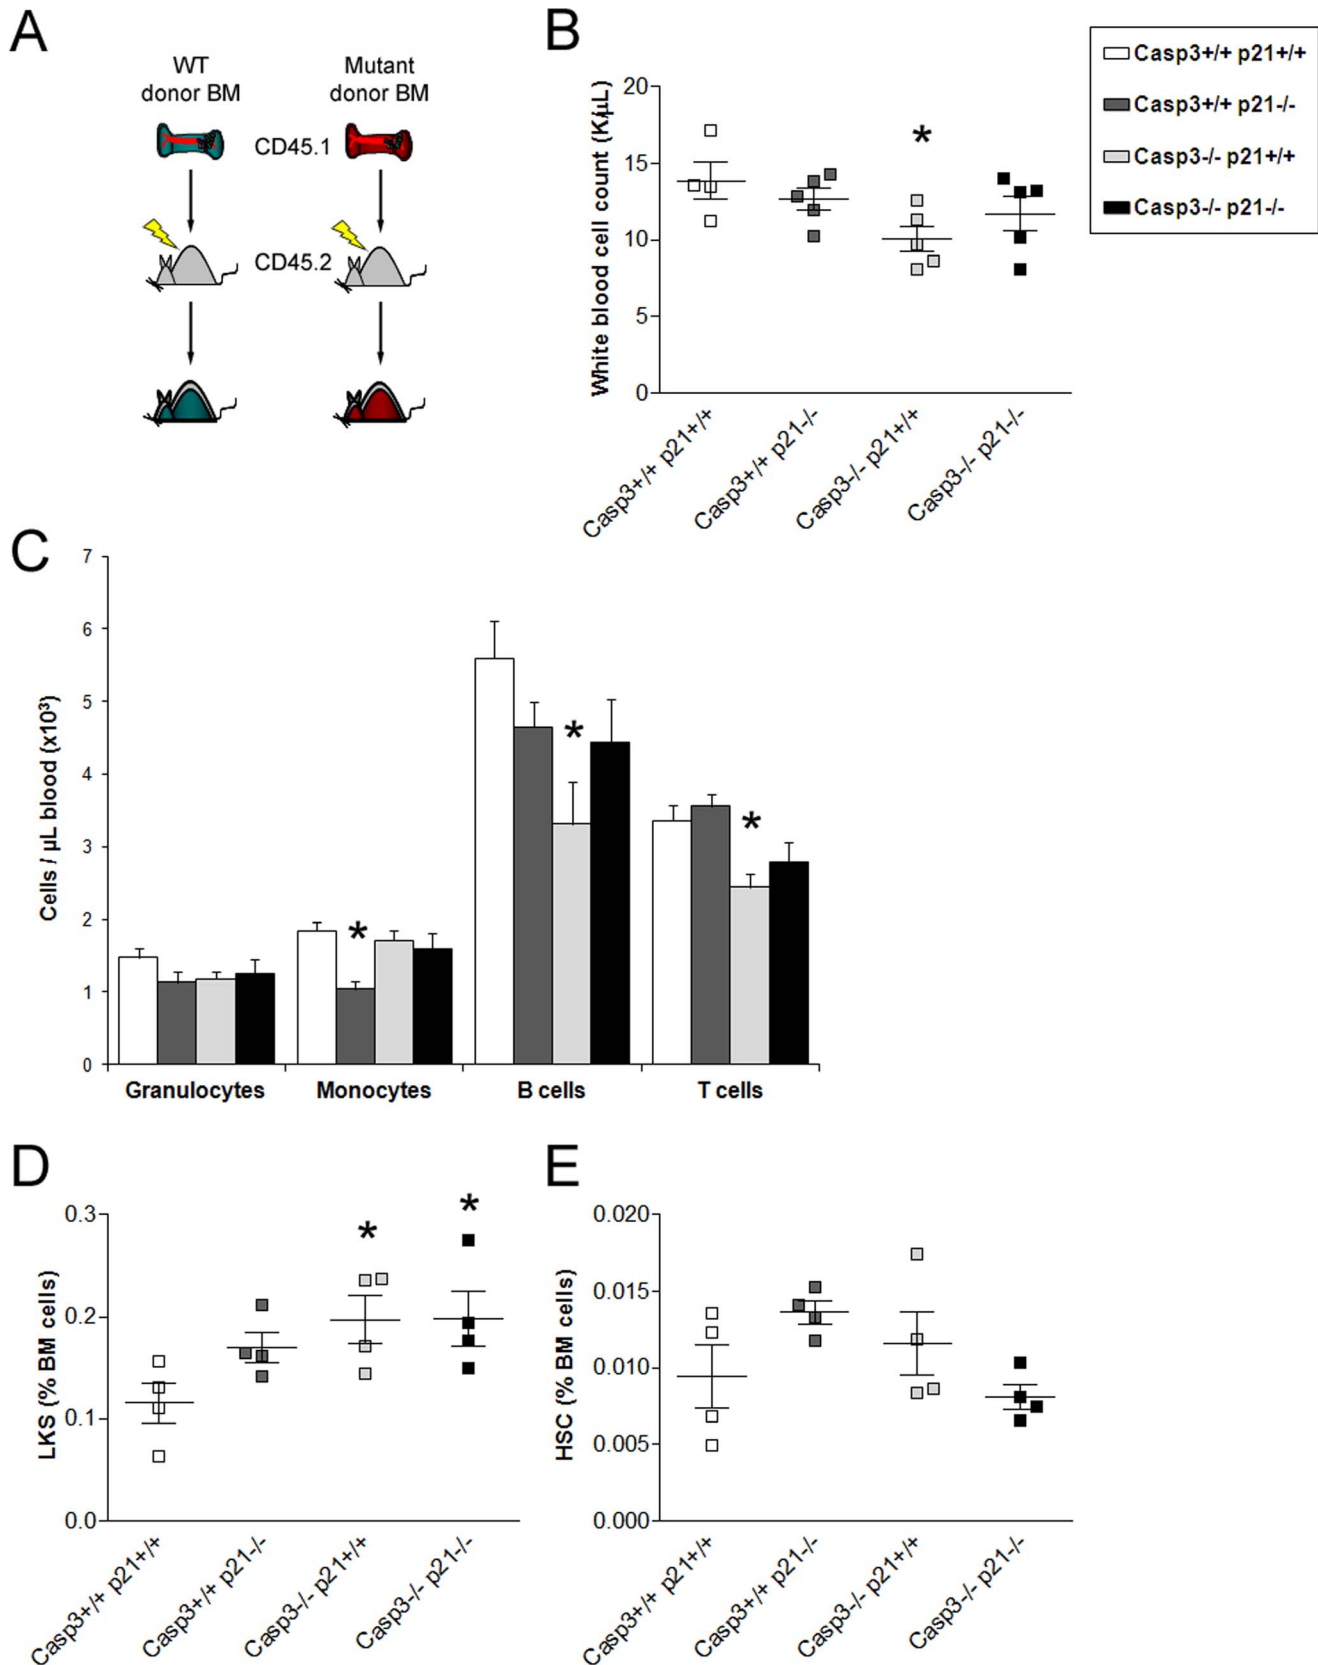 A
WT
donor BM
Mutant
donor BM
CD45.1
CD45.2
B
White blood cell count (K/µL)
20
15
10
5
0
*
Casp3+/+ p21+/+
Casp3+/+ p21-/-
Casp3-/- p21+/+
Casp3-/- p21-/-
Casp3+/+ p21+/+
Casp3+/+ p21-/-
Casp3-/- p21+/+
Casp3-/- p21-/-
C
Cells / µL blood (x10³)
7
6
5
4
3
2
1
0
*
*
*
Granulocytes
Monocytes
B cells
T cells
D
LKS (% BM cells)
0.3
0.2
0.1
0.0
*
*
Casp3+/+ p21+/+
Casp3+/+ p21-/-
Casp3-/- p21+/+
Casp3-/- p21-/-
E
HSC (% BM cells)
0.020
0.015
0.010
0.005
0.000
Casp3+/+ p21+/+
Casp3+/+ p21-/-
Casp3-/- p21+/+
Casp3-/- p21-/-